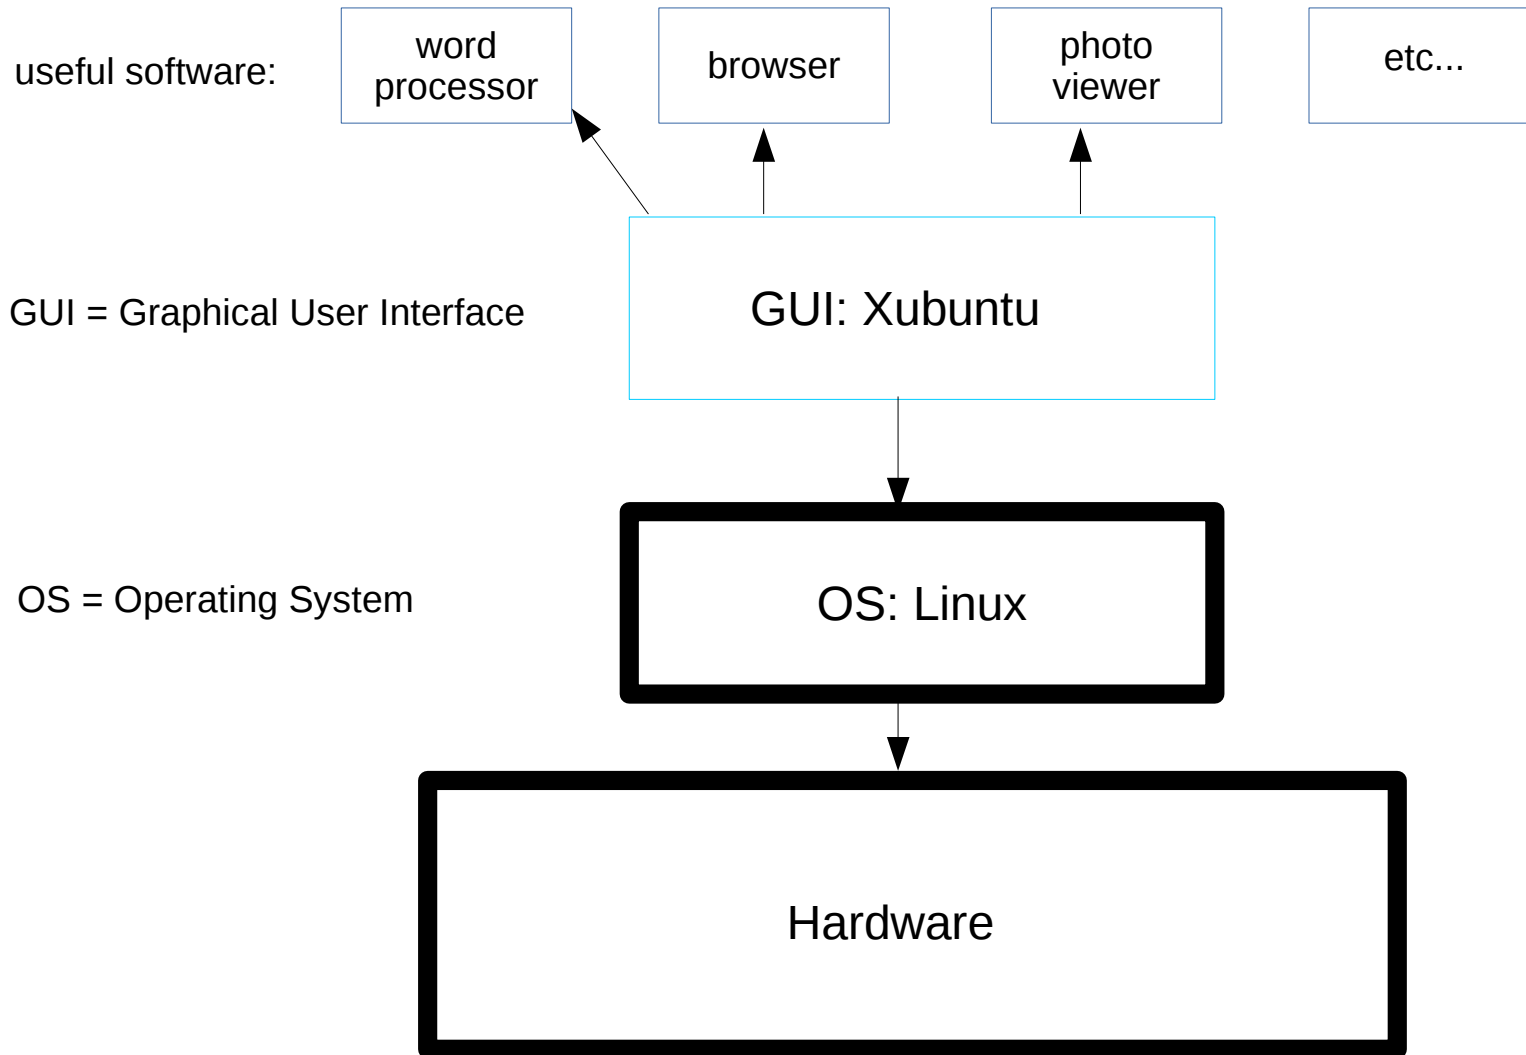 useful software:
word
processor
browser
photo
viewer
etc...
GUI = Graphical User Interface
GUI: Xubuntu
OS = Operating System
OS: Linux
Hardware